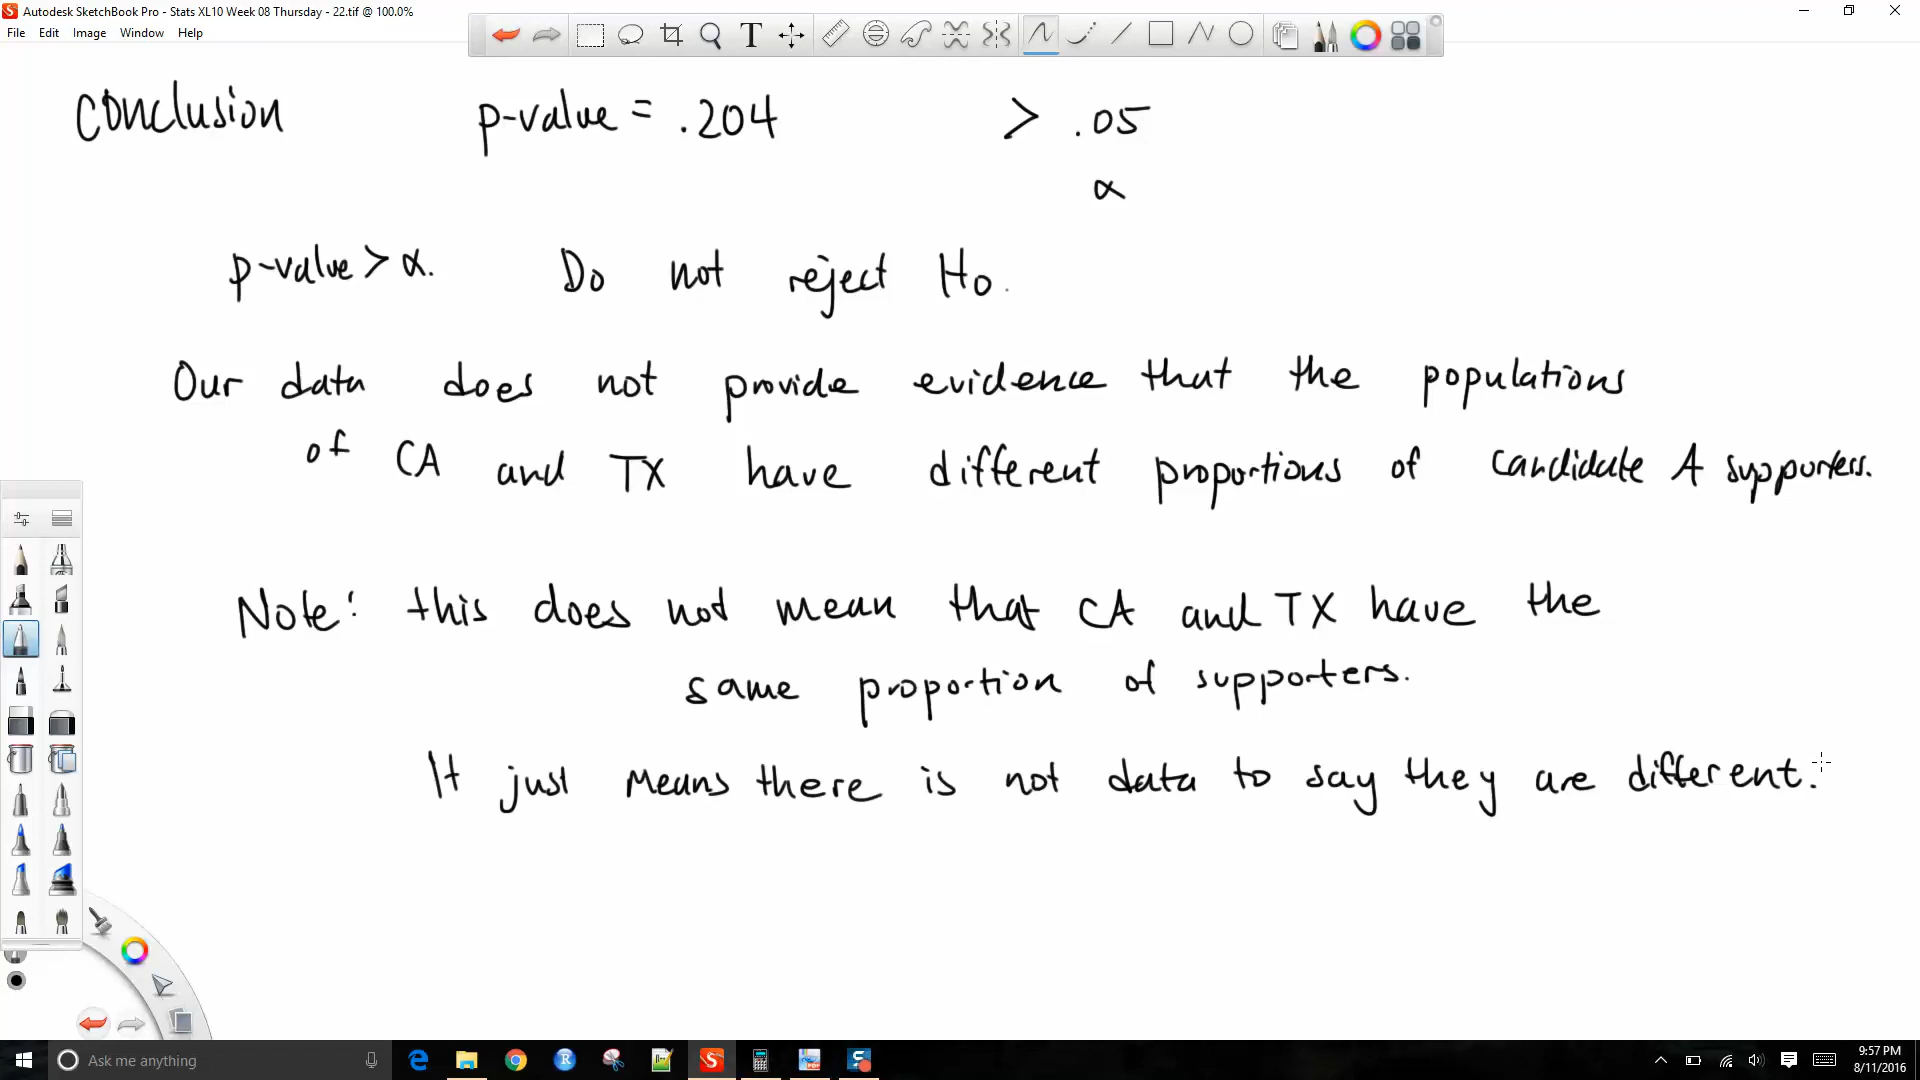 Autodesk SketchBook Pro - Stats XL10 Week 08 Thursday - 22.tif @ 100.0%
File Edit Image Window Help
T
Conclusion p-value = .204 > .05
α
p-value > α. Do not reject Ho.
Our data does not provide evidence that the populations
of CA and TX have different proportions of candidate A supporters.
Note: this does not mean that CA and TX have the
same proportion of supporters.
It just means there is not data to say they are different.
Ask me anything
9:57 PM
8/11/2016